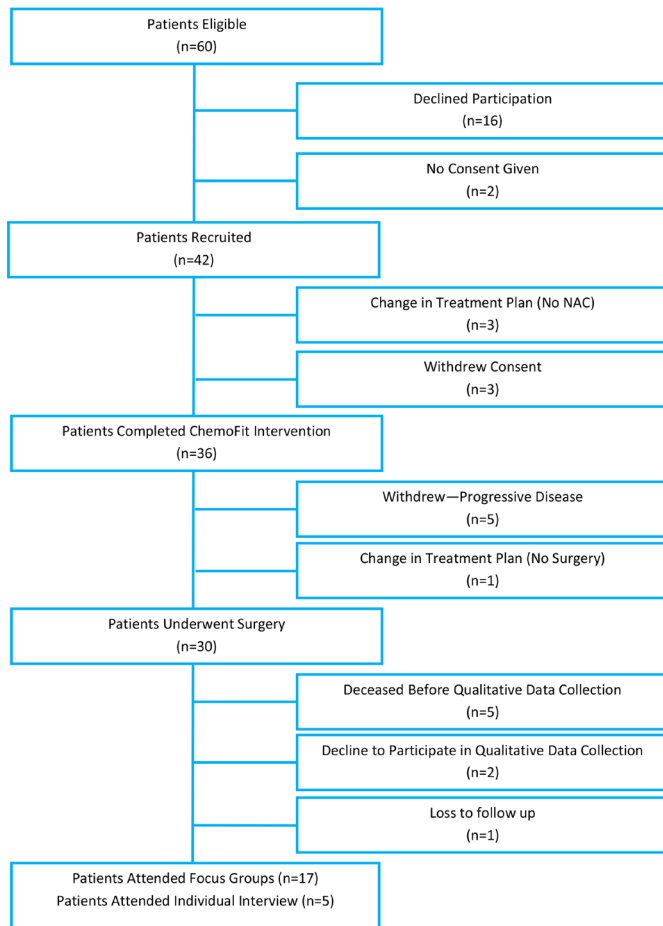 Patients Eligible
(n=60)
Declined Participation
(n=16)
No Consent Given
(n=2)
Patients Recruited
(n=42)
Change in Treatment Plan (No NAC)
(n=3)
Withdrew Consent
(n=3)
Patients Completed ChemoFit Intervention
(n=36)
Withdrew—Progressive Disease
(n=5)
Change in Treatment Plan (No Surgery)
(n=1)
Patients Underwent Surgery
(n=30)
Deceased Before Qualitative Data Collection
(n=5)
Decline to Participate in Qualitative Data Collection
(n=2)
Loss to follow up
(n=1)
Patients Attended Focus Groups (n=17)
Patients Attended Individual Interview (n=5)